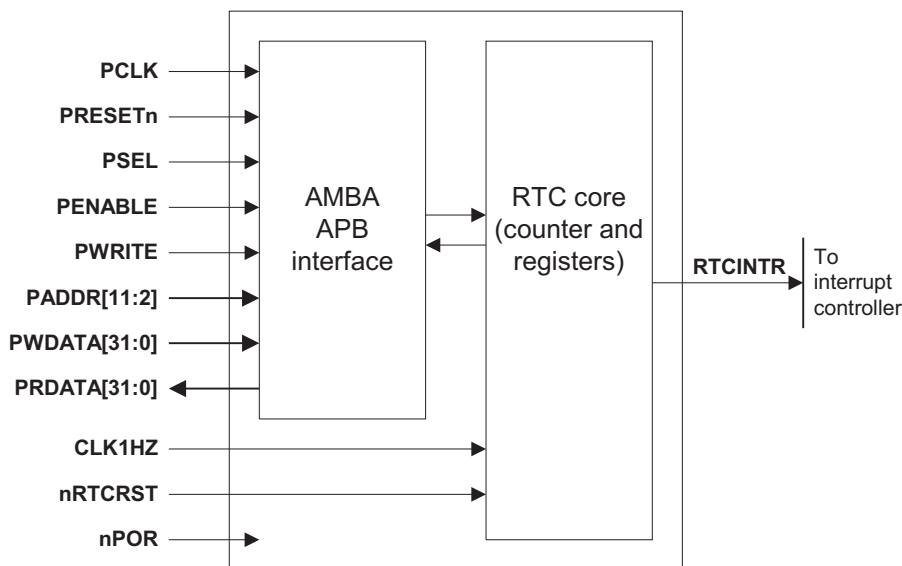 PCLK
PRESETn
PSEL
PENABLE
PWRITE
PADDR[11:2]
PWDATA[31:0]
PRDATA[31:0]
CLK1HZ
nRTCRST
nPOR
AMBA
APB
interface
RTC core
(counter and
registers)
RTCINTR
To
interrupt
controller